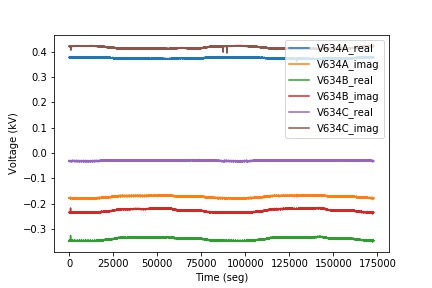 0.4
0.3
0.2
0.1
0.0
−0.1
−0.2
−0.3
Voltage (kV)
V634A_real
V634A_imag
V634B_real
V634B_imag
V634C_real
V634C_imag
0 25000 50000 75000 100000 125000 150000 175000
Time (seg)